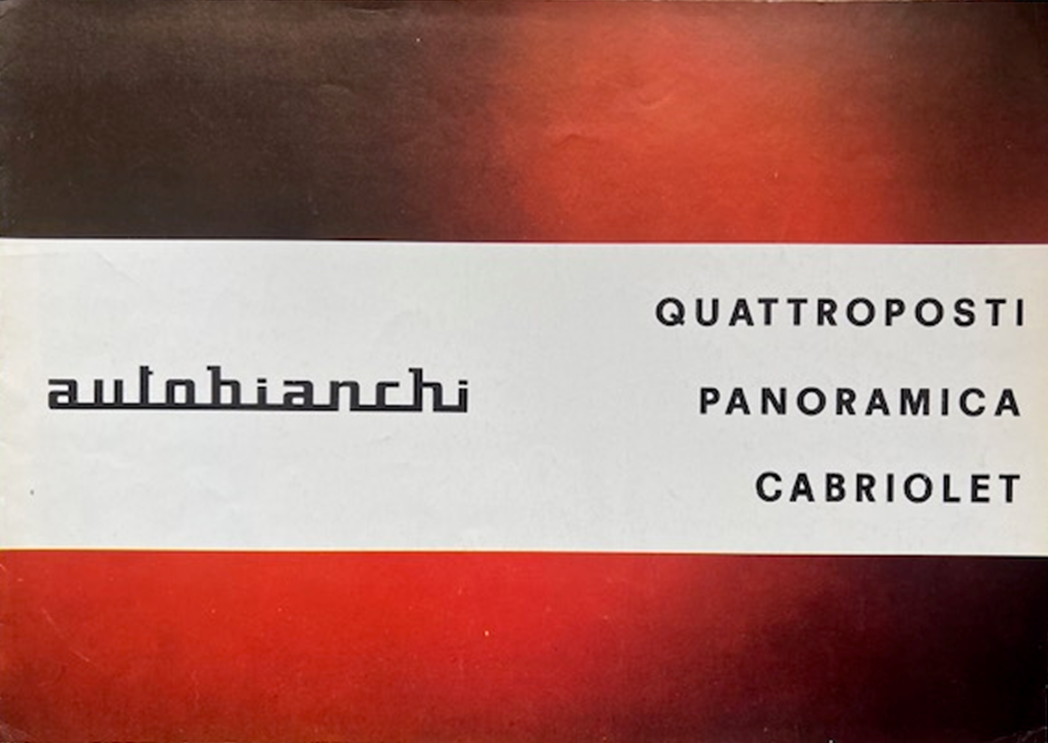 autobianchi
QUATTROPOSTI
PANORAMICA
CABRIOLET